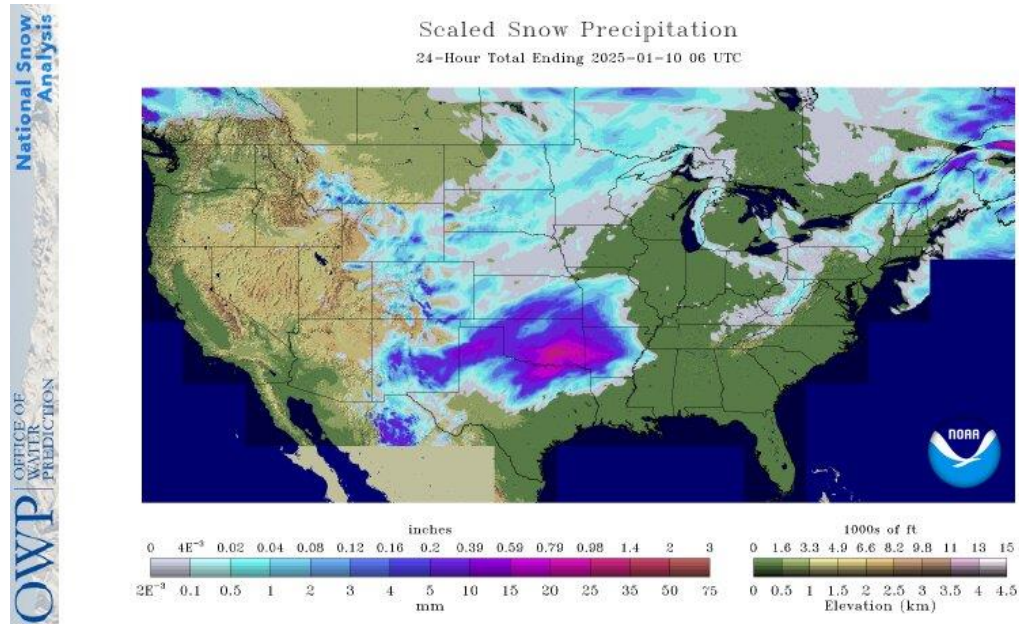 National Snow
Analysis
OWP
OFFICE OF
WATER
PREDICTION
Scaled Snow Precipitation
24-Hour Total Ending 2025-01-10 06 UTC
NOAA
inches
0 4E⁻³ 0.02 0.04 0.08 0.12 0.16 0.2 0.39 0.59 0.79 0.98 1.4 2 3
2E⁻³ 0.1 0.5 1 2 3 4 5 10 15 20 25 35 50 75
mm
1000s of ft
0 1.6 3.3 4.9 6.6 8.2 9.8 11 13 15
0 0.5 1 1.5 2 2.5 3 3.5 4 4.5
Elevation (km)